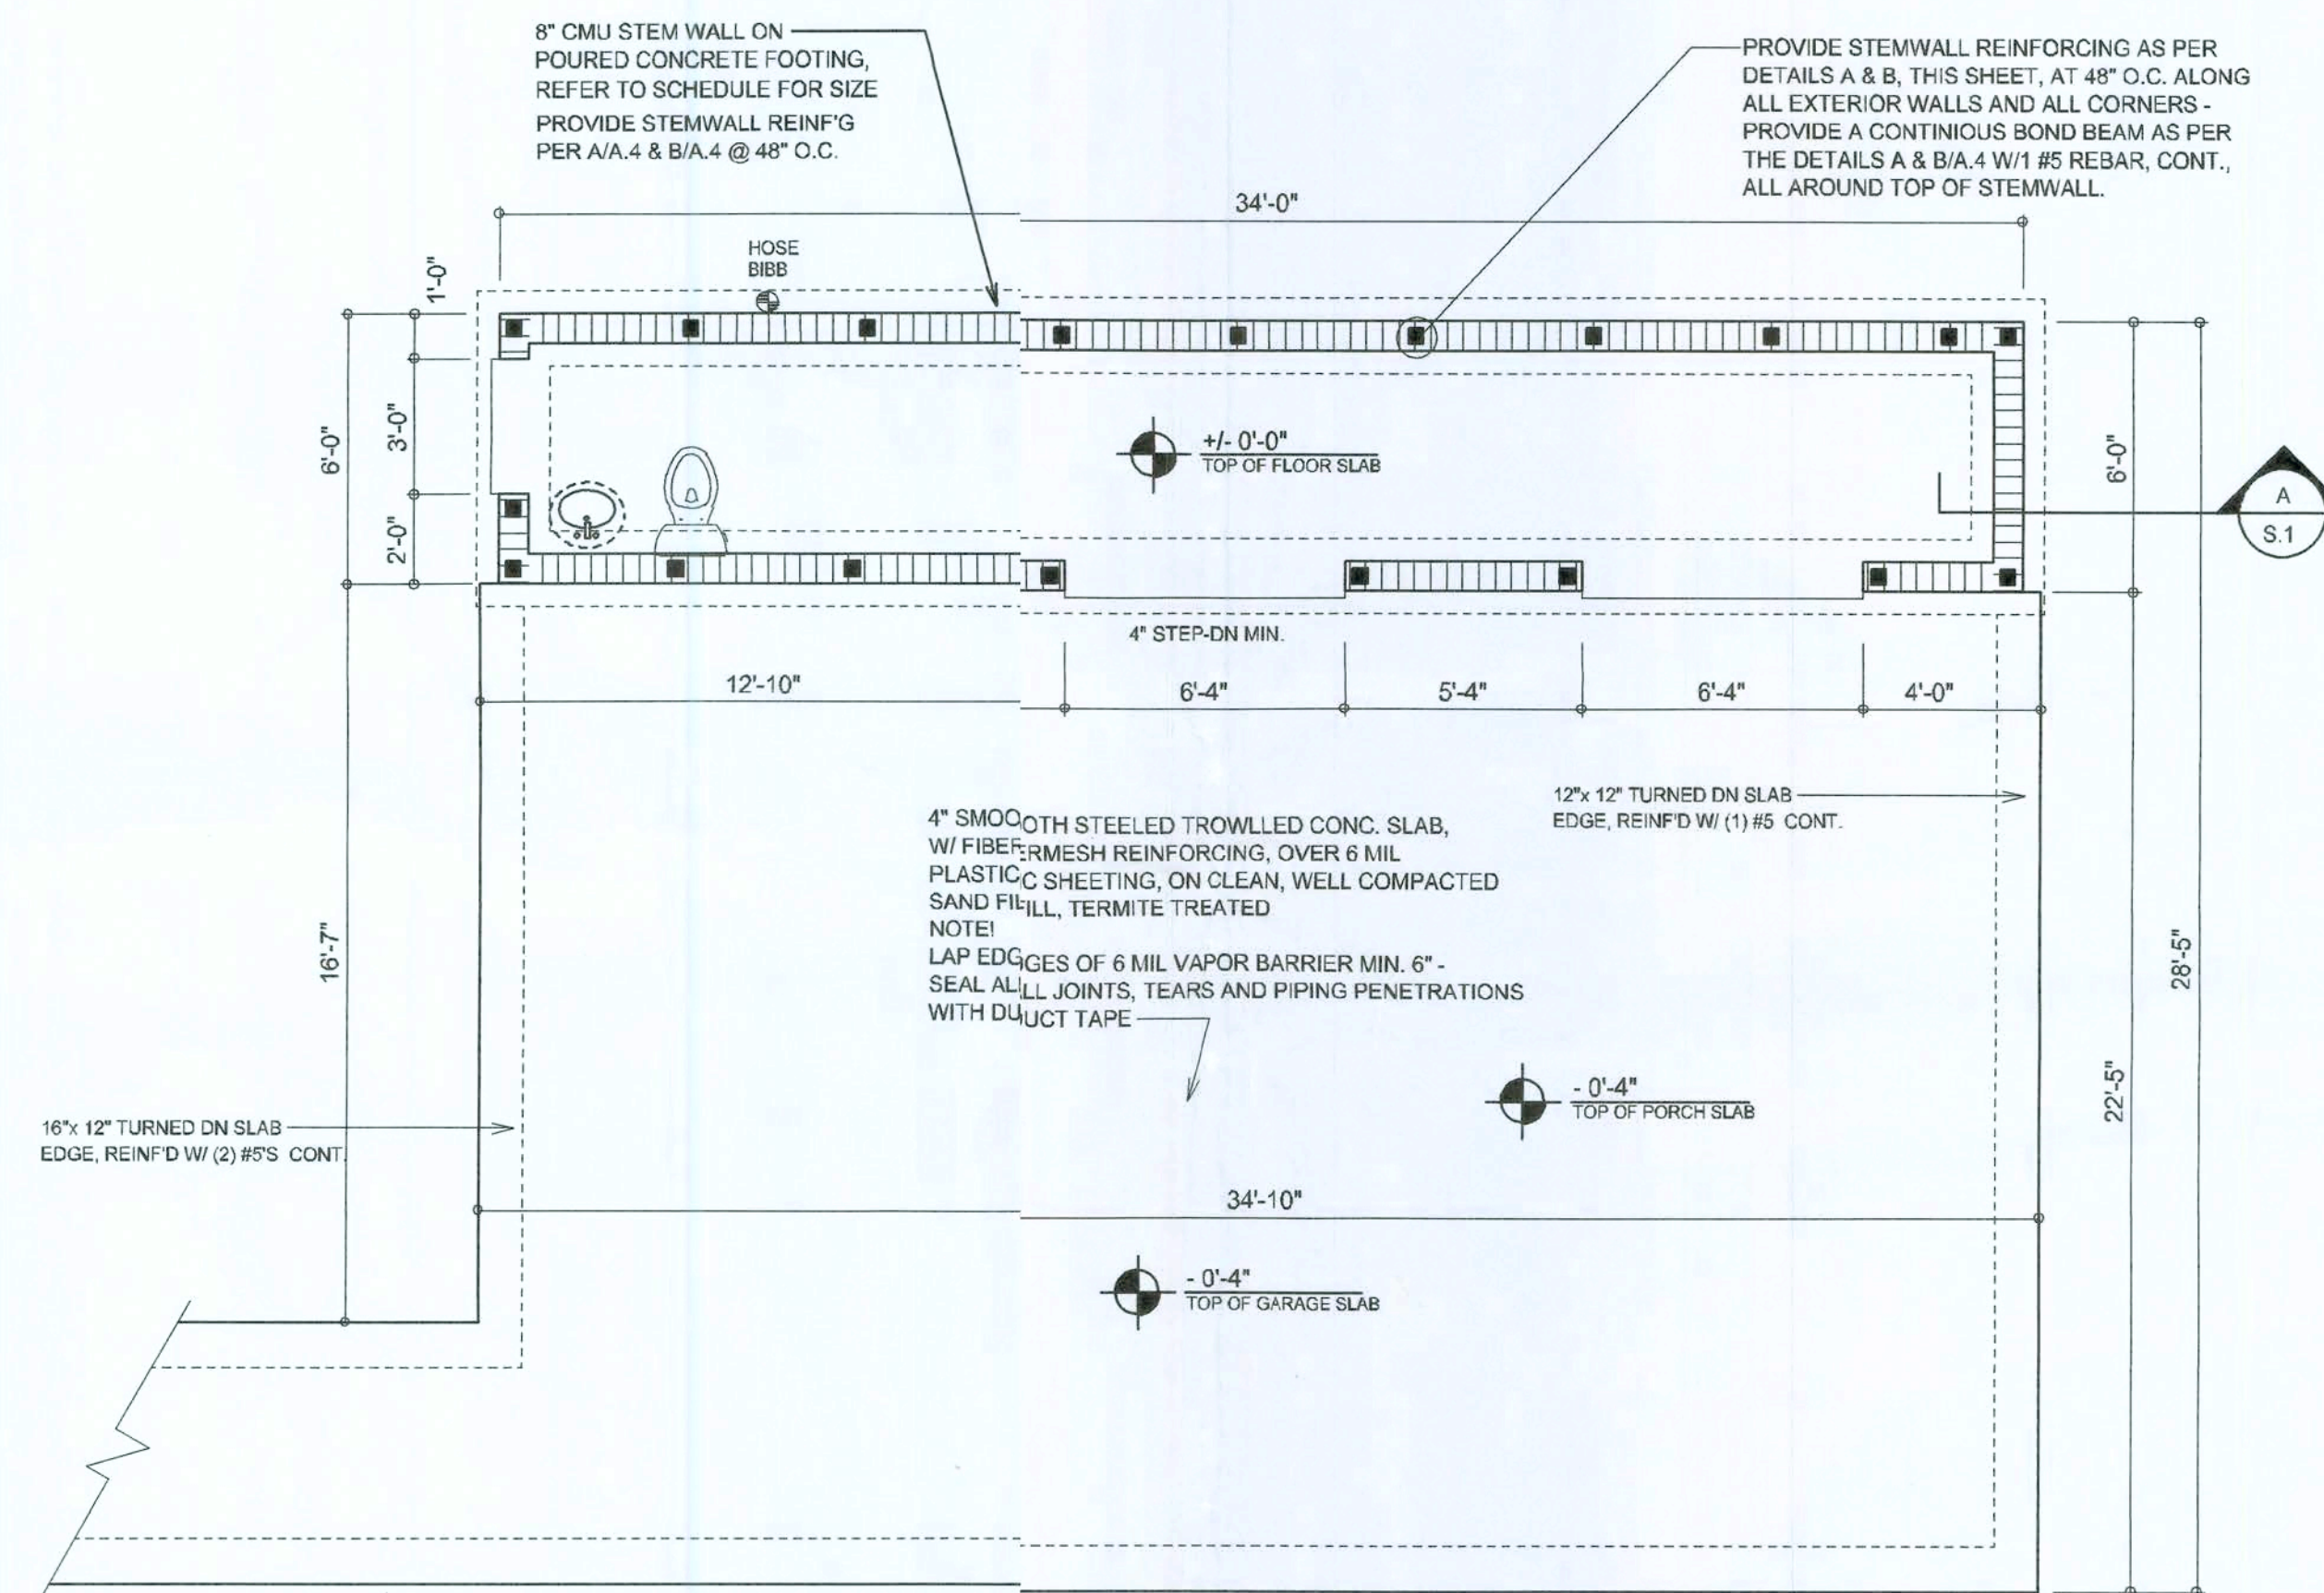 8" CMU STEM WALL ON
POURED CONCRETE FOOTING,
REFER TO SCHEDULE FOR SIZE
PROVIDE STEMWALL REINF'G
PER A/A.4 & B/A.4 @ 48" O.C.
PROVIDE STEMWALL REINFORCING AS PER
DETAILS A & B, THIS SHEET, AT 48" O.C. ALONG
ALL EXTERIOR WALLS AND ALL CORNERS -
PROVIDE A CONTINIOUS BOND BEAM AS PER
THE DETAILS A & B/A.4 W/1 #5 REBAR, CONT.,
ALL AROUND TOP OF STEMWALL.
34'-0"
HOSE
BIBB
1'-0"
6'-0"
3'-0"
2'-0"
+/- 0'-0"
TOP OF FLOOR SLAB
6'-0"
A
S.1
4" STEP-DN MIN.
12'-10"
6'-4"
5'-4"
6'-4"
4'-0"
12"x 12" TURNED DN SLAB
EDGE, REINF'D W/ (1) #5 CONT.
4" SMOOTH STEELED TROWLLED CONC. SLAB,
W/ FIBERMESH REINFORCING, OVER 6 MIL
PLASTIC SHEETING, ON CLEAN, WELL COMPACTED
SAND FILL, TERMITE TREATED
NOTE!
LAP EDGES OF 6 MIL VAPOR BARRIER MIN. 6" -
SEAL ALL JOINTS, TEARS AND PIPING PENETRATIONS
WITH DUCT TAPE
16'-7"
28'-5"
22'-5"
- 0'-4"
TOP OF PORCH SLAB
16"x 12" TURNED DN SLAB
EDGE, REINF'D W/ (2) #5'S CONT.
34'-10"
- 0'-4"
TOP OF GARAGE SLAB